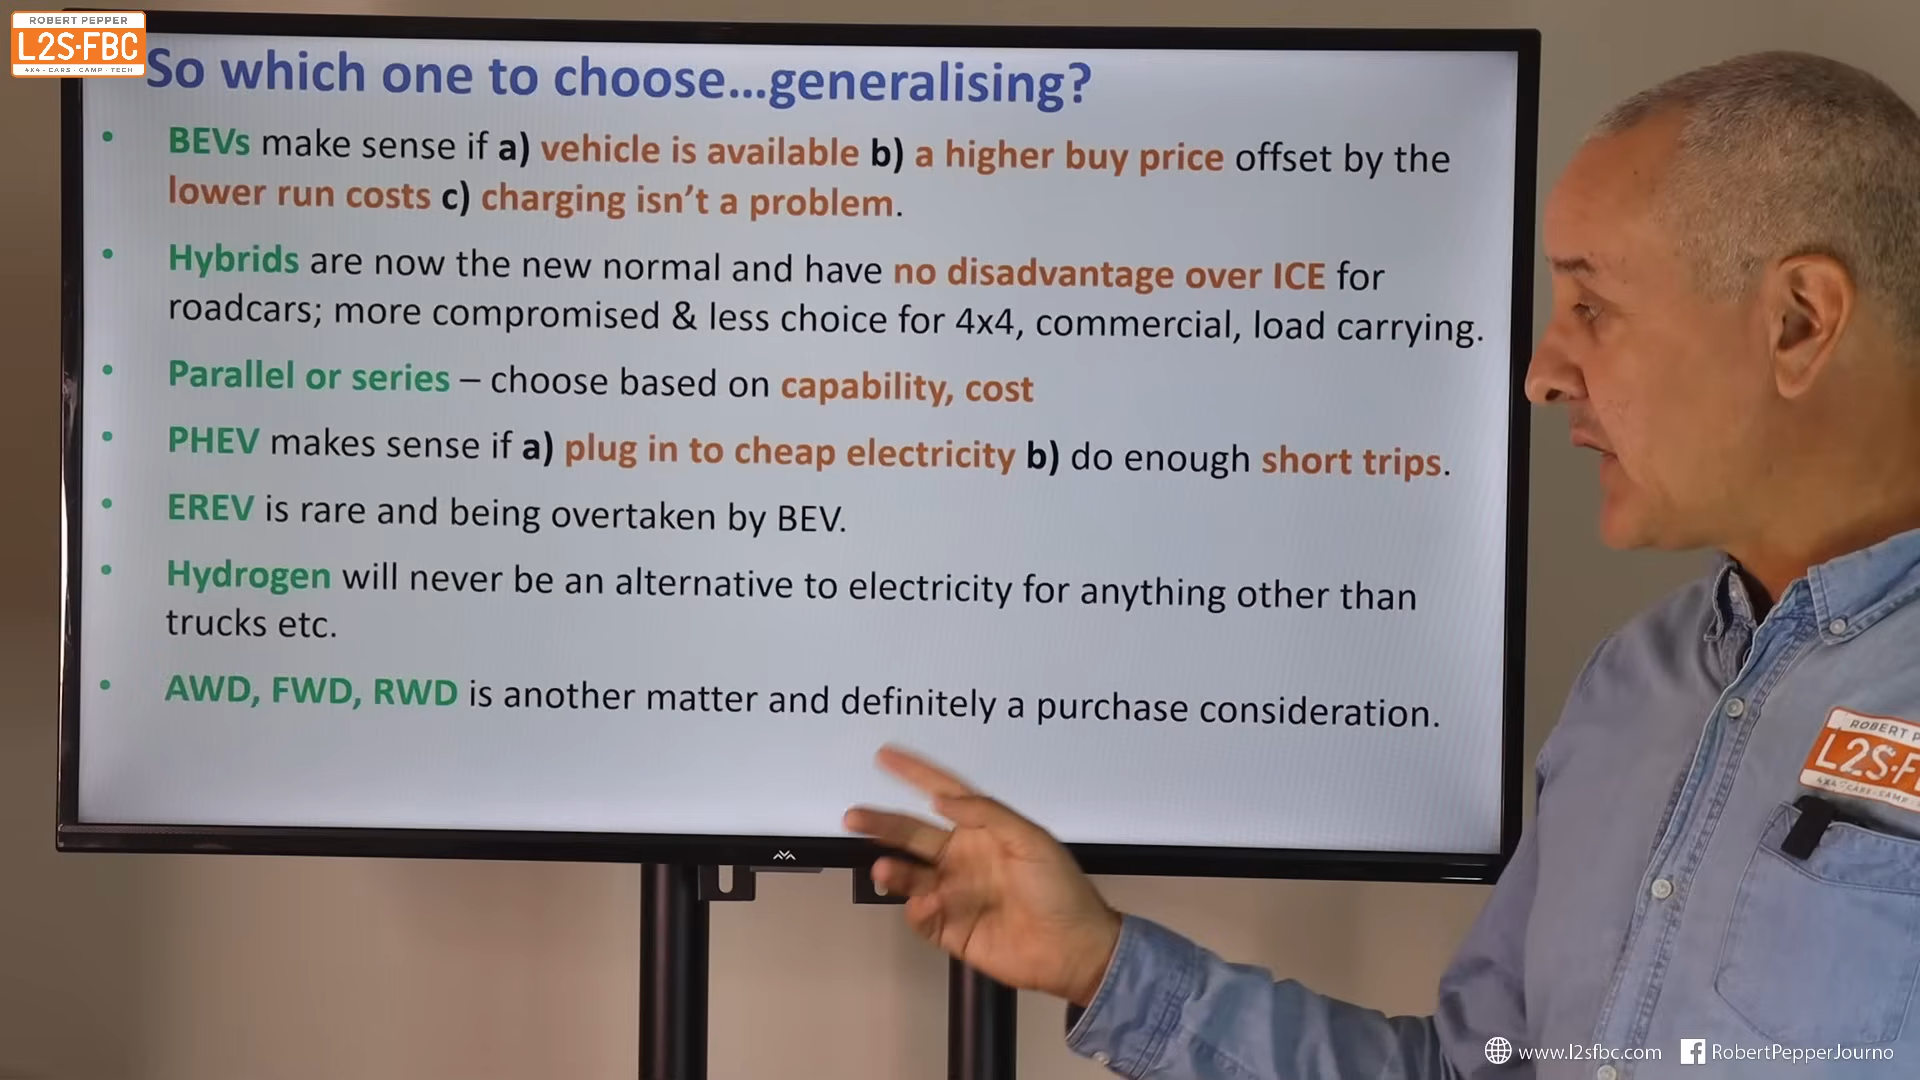 ROBERT PEPPER
L2S-FBC
4X4 - CARS - CAMP - TECH
So which one to choose...generalising?
• BEVs make sense if a) vehicle is available b) a higher buy price offset by the
lower run costs c) charging isn't a problem.
• Hybrids are now the new normal and have no disadvantage over ICE for
roadcars; more compromised & less choice for 4x4, commercial, load carrying.
• Parallel or series – choose based on capability, cost
• PHEV makes sense if a) plug in to cheap electricity b) do enough short trips.
• EREV is rare and being overtaken by BEV.
• Hydrogen will never be an alternative to electricity for anything other than
trucks etc.
• AWD, FWD, RWD is another matter and definitely a purchase consideration.
ROBERT P
L2S-F
www.l2sfbc.com
RobertPepperJourno